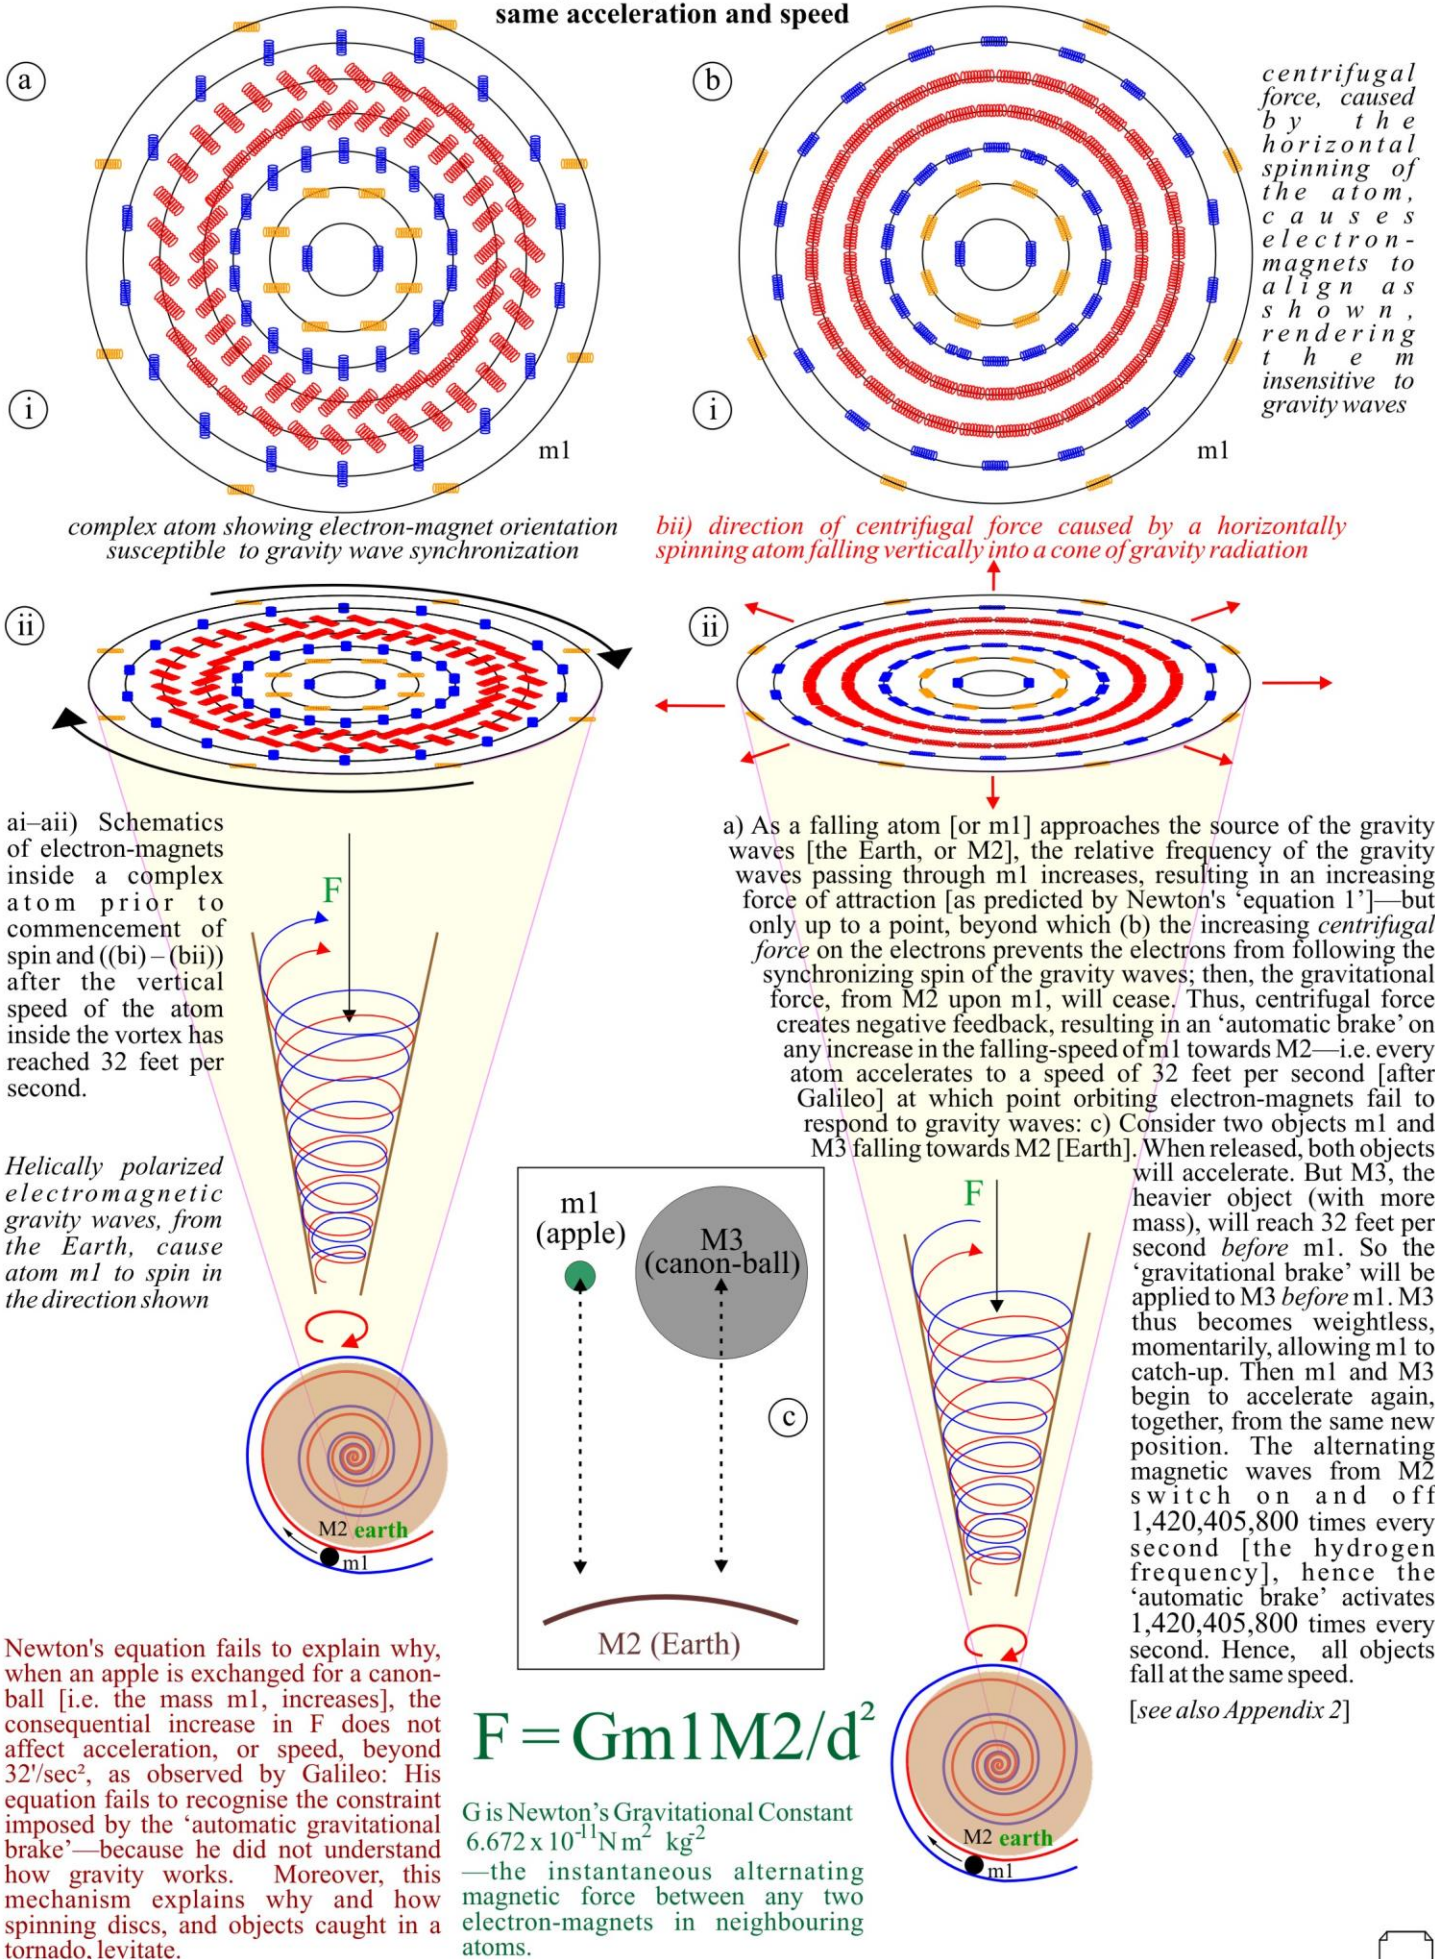 same acceleration and speed
a
i
m1
b
i
m1
centrifugal
force, caused
by the
horizontal
spinning of
the atom,
causes
electron-
magnets to
align as
shown,
rendering
them
insensitive to
gravity waves
complex atom showing electron-magnet orientation
susceptible to gravity wave synchronization
bii) direction of centrifugal force caused by a horizontally
spinning atom falling vertically into a cone of gravity radiation
ii
ii
ai–aii) Schematics
of electron-magnets
inside a complex
atom prior to
commencement of
spin and ((bi) – (bii))
after the vertical
speed of the atom
inside the vortex has
reached 32 feet per
second.
Helically polarized
electromagnetic
gravity waves, from
the Earth, cause
atom m1 to spin in
the direction shown
F
M2 earth
m1
a) As a falling atom [or m1] approaches the source of the gravity
waves [the Earth, or M2], the relative frequency of the gravity
waves passing through m1 increases, resulting in an increasing
force of attraction [as predicted by Newton's ‘equation 1’]—but
only up to a point, beyond which (b) the increasing centrifugal
force on the electrons prevents the electrons from following the
synchronizing spin of the gravity waves; then, the gravitational
force, from M2 upon m1, will cease. Thus, centrifugal force
creates negative feedback, resulting in an ‘automatic brake’ on
any increase in the falling-speed of m1 towards M2—i.e. every
atom accelerates to a speed of 32 feet per second [after
Galileo] at which point orbiting electron-magnets fail to
respond to gravity waves: c) Consider two objects m1 and
M3 falling towards M2 [Earth]. When released, both objects
will accelerate. But M3, the
heavier object (with more
mass), will reach 32 feet per
second before m1. So the
‘gravitational brake’ will be
applied to M3 before m1. M3
thus becomes weightless,
momentarily, allowing m1 to
catch-up. Then m1 and M3
begin to accelerate again,
together, from the same new
position. The alternating
magnetic waves from M2
switch on and off
1,420,405,800 times every
second [the hydrogen
frequency], hence the
‘automatic brake’ activates
1,420,405,800 times every
second. Hence, all objects
fall at the same speed.
[see also Appendix 2]
m1
(apple)
M3
(canon-ball)
c
M2 (Earth)
F
M2 earth
m1
Newton's equation fails to explain why,
when an apple is exchanged for a canon-
ball [i.e. the mass m1, increases], the
consequential increase in F does not
affect acceleration, or speed, beyond
32'/sec², as observed by Galileo: His
equation fails to recognise the constraint
imposed by the ‘automatic gravitational
brake’—because he did not understand
how gravity works. Moreover, this
mechanism explains why and how
spinning discs, and objects caught in a
tornado, levitate.
F = Gm1M2/d²
G is Newton’s Gravitational Constant
6.672 x 10⁻¹¹ N m² kg⁻²
—the instantaneous alternating
magnetic force between any two
electron-magnets in neighbouring
atoms.